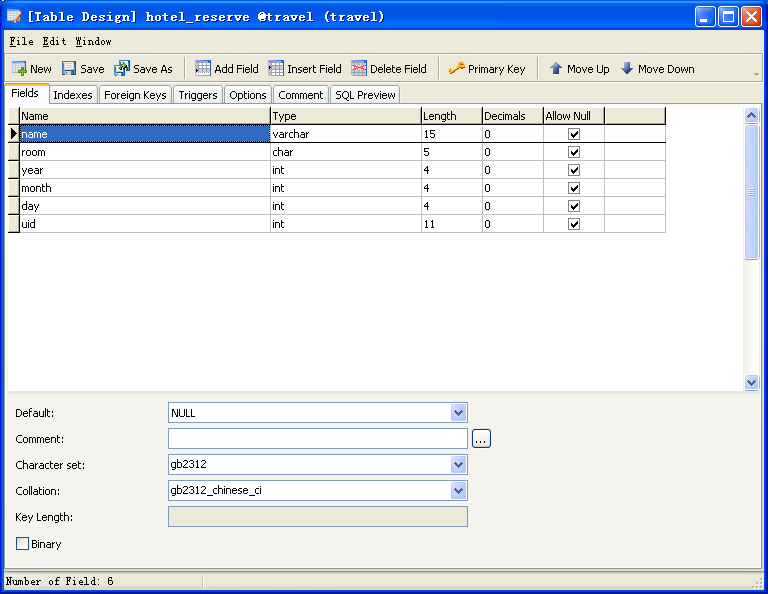 [Table Design] hotel_reserve @travel (travel)
File Edit Window
New Save Save As Add Field Insert Field Delete Field Primary Key Move Up Move Down
Fields Indexes Foreign Keys Triggers Options Comment SQL Preview
Name Type Length Decimals Allow Null
name varchar 15 0
room char 5 0
year int 4 0
month int 4 0
day int 4 0
uid int 11 0
Default: NULL
Comment: ...
Character set: gb2312
Collation: gb2312_chinese_ci
Key Length:
Binary
Number of Field: 6